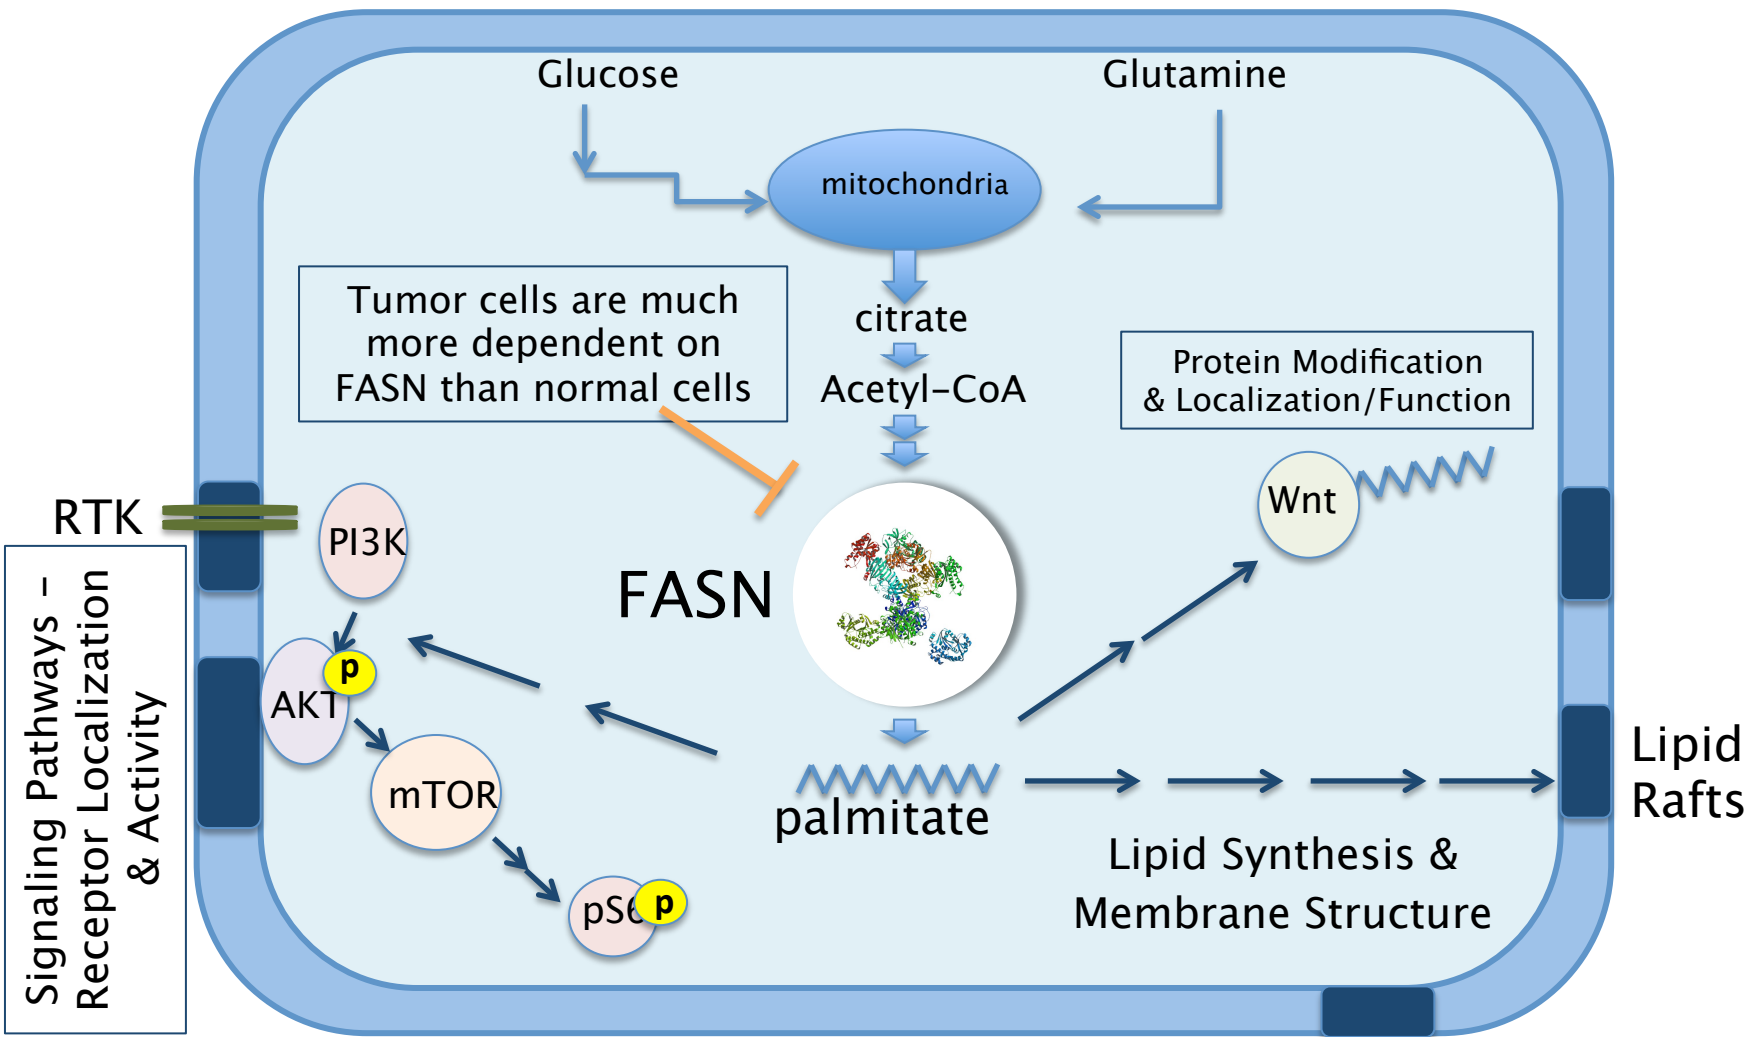 Glucose
Glutamine
mitochondria
Tumor cells are much
more dependent on
FASN than normal cells
citrate
Acetyl-CoA
Protein Modification
& Localization/Function
Wnt
RTK
PI3K
FASN
p
AKT
mTOR
pS6
p
palmitate
Lipid
Rafts
Lipid Synthesis &
Membrane Structure
Signaling Pathways –
Receptor Localization
& Activity